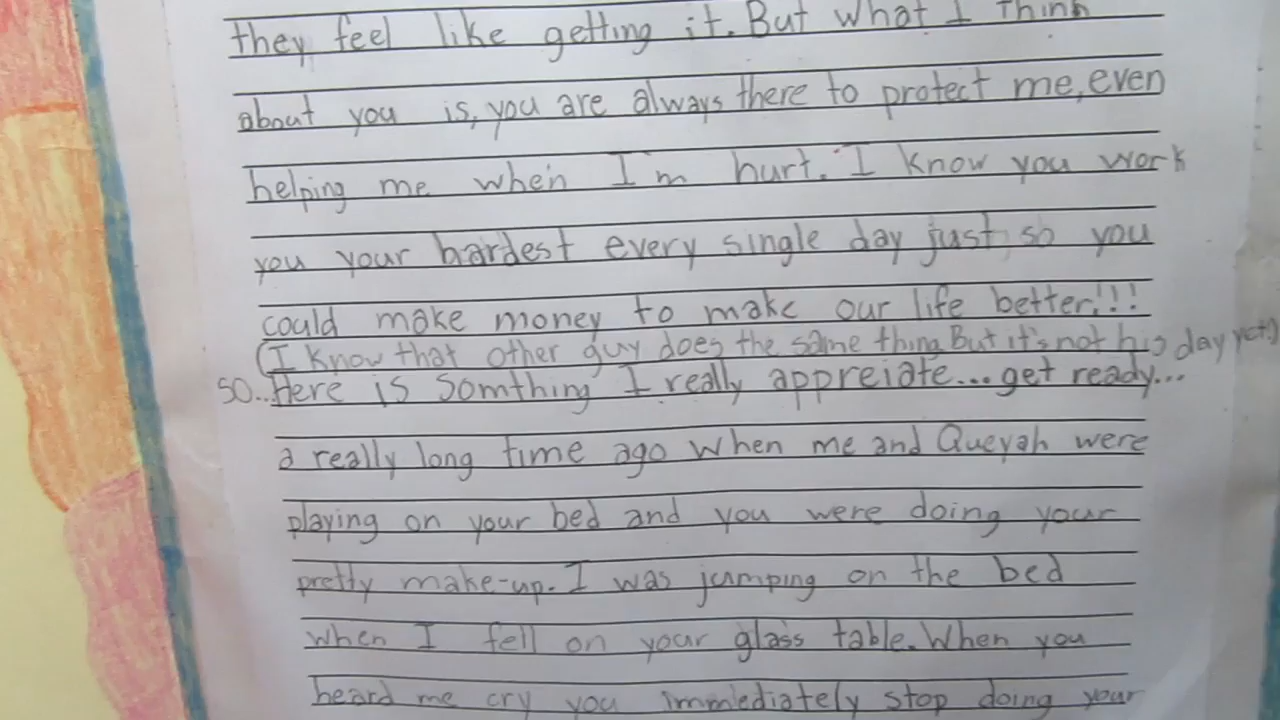 they feel like getting it. But what I think
about you is, you are always there to protect me, even
helping me when I'm hurt. I know you work
you your hardest every single day just so you
could make money to make our life better!!!
(I know that other guy does the same thing But it's not his day yet)
so... Here is Somthing I really appreiate... get ready...
a really long time ago when me and Queyah were
playing on your bed and you were doing your
pretty make-up. I was jumping on the bed
when I fell on your glass table. When you
heard me cry you immediately stop doing your